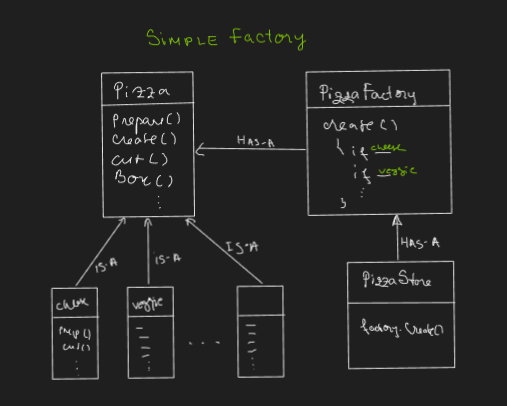 SIMPLE Factory
Pizza
Prepare()
Create()
cut()
Box()
⋮
HAS-A
PizzaFactory
create()
{ if cheese
if veggie
⋮
}
IS-A
IS-A
IS-A
HAS-A
cheese
prep()
cut()
⋮
veggie
⋮
. . .
⋮
PizzaStore
factory.Create()